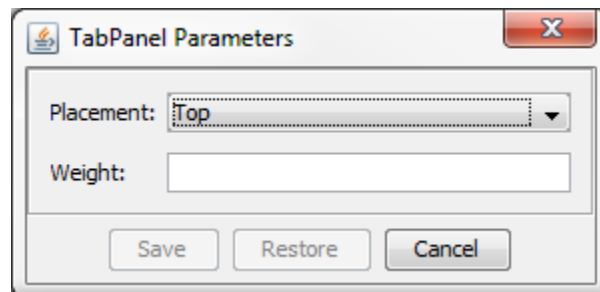 TabPanel Parameters
Placement: Top
Weight:
Save Restore Cancel